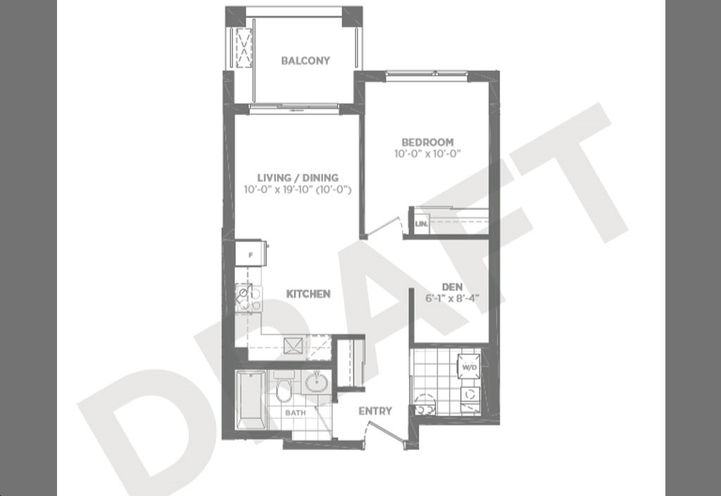 BALCONY
BEDROOM
10'-0" x 10'-0"
LIVING / DINING
10'-0" x 19'-10" (10'-0")
LIN.
F
DEN
6'-1" x 8'-4"
KITCHEN
W/D
BATH
ENTRY
DRAFT